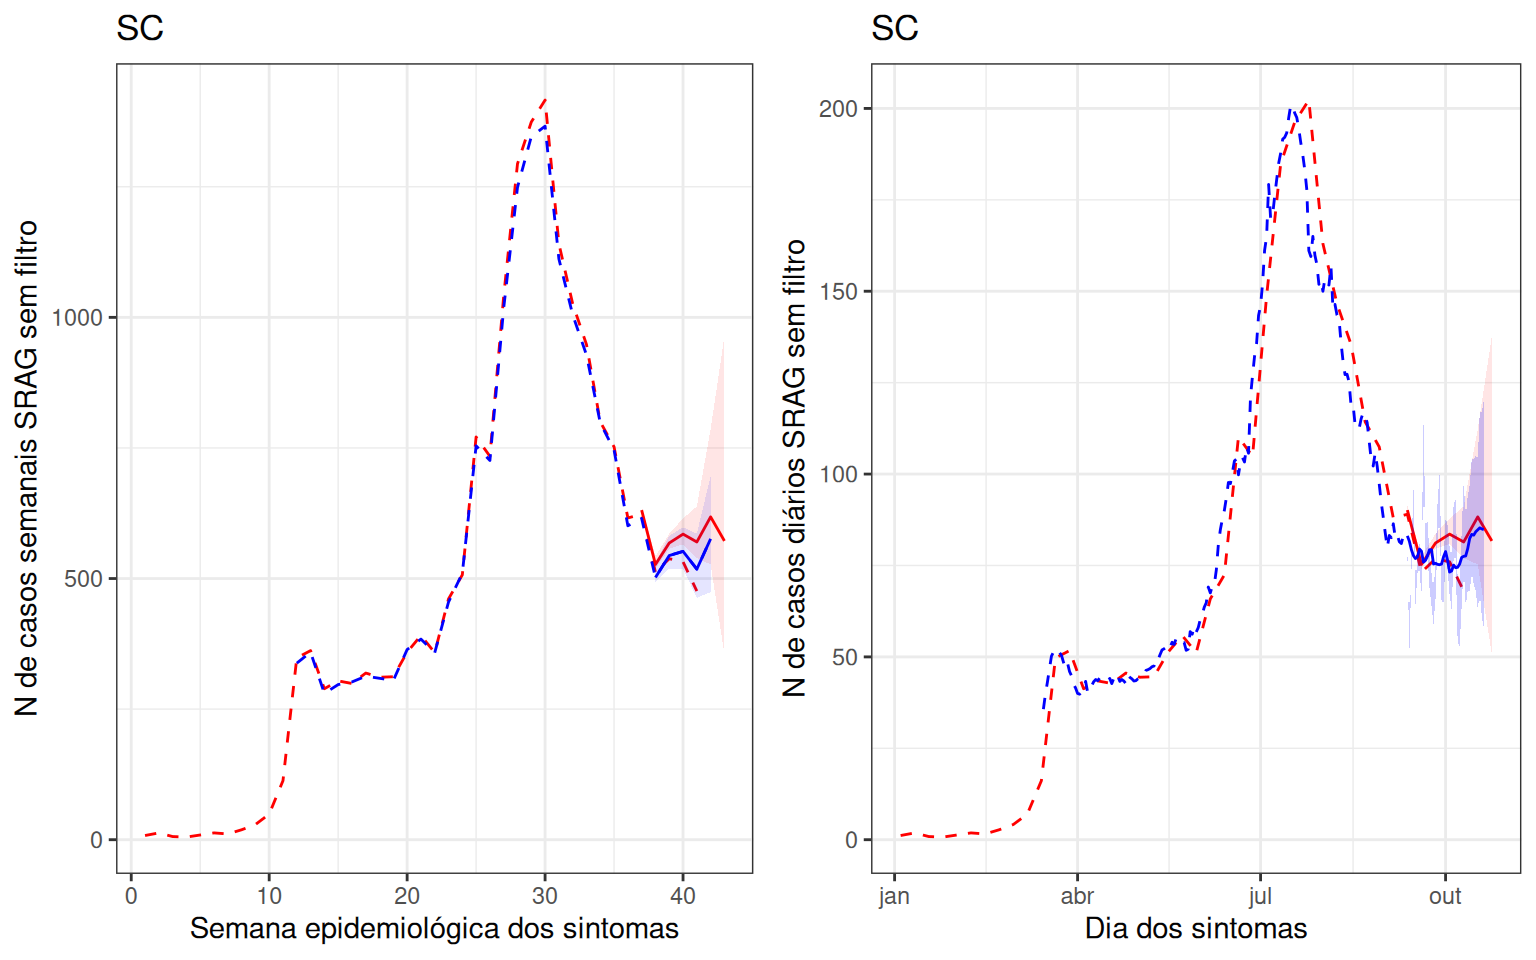 SC
N de casos semanais SRAG sem filtro
1000
500
0
0 10 20 30 40
Semana epidemiológica dos sintomas
SC
N de casos diários SRAG sem filtro
200
150
100
50
0
jan abr jul out
Dia dos sintomas